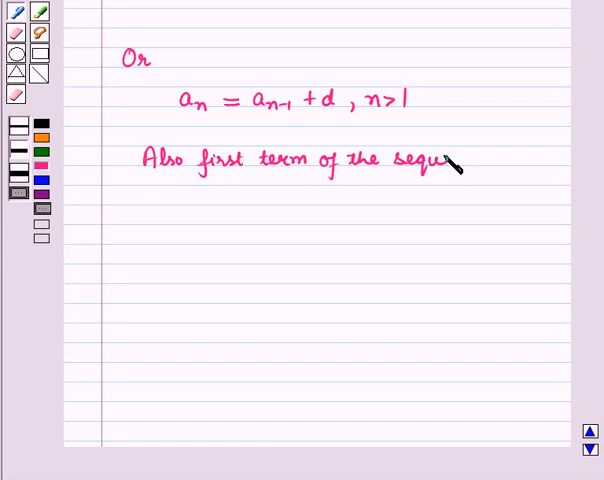 Or
aₙ = aₙ₋₁ + d , n > 1
Also first term of the sequ